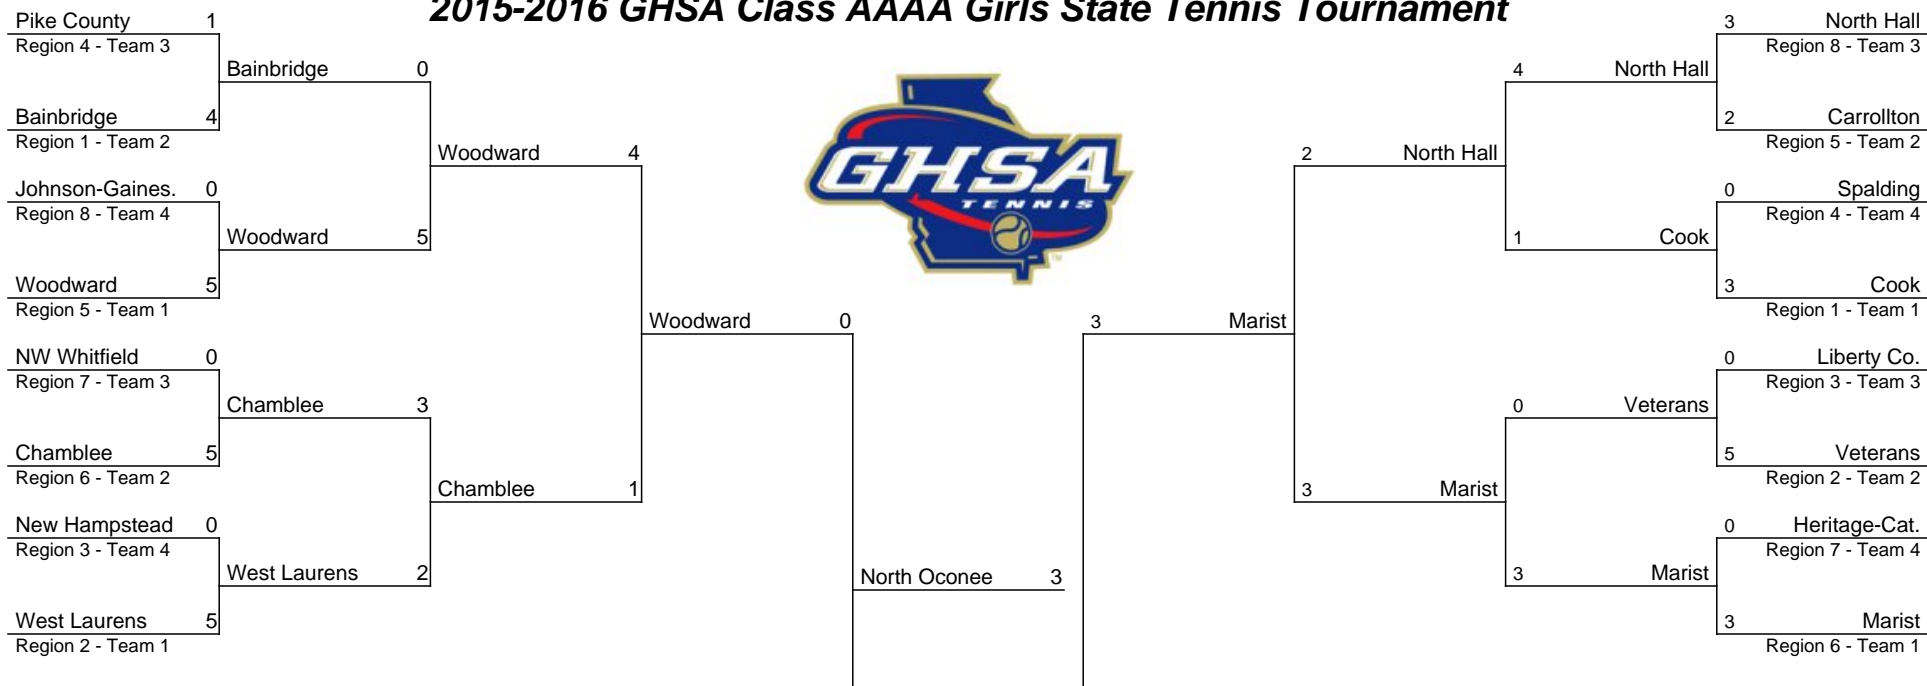 2015-2016 GHSA Class AAAA Girls State Tennis Tournament
Pike County 1
Region 4 - Team 3
Bainbridge 4
Region 1 - Team 2
Johnson-Gaines. 0
Region 8 - Team 4
Woodward 5
Region 5 - Team 1
NW Whitfield 0
Region 7 - Team 3
Chamblee 5
Region 6 - Team 2
New Hampstead 0
Region 3 - Team 4
West Laurens 5
Region 2 - Team 1
Bainbridge 0
Woodward 5
Chamblee 3
West Laurens 2
Woodward 4
Chamblee 1
Woodward 0
GHSA
TENNIS
TM
North Oconee 3
3 Marist
2 North Hall
3 Marist
4 North Hall
1 Cook
0 Veterans
3 Marist
3 North Hall
Region 8 - Team 3
2 Carrollton
Region 5 - Team 2
0 Spalding
Region 4 - Team 4
3 Cook
Region 1 - Team 1
0 Liberty Co.
Region 3 - Team 3
5 Veterans
Region 2 - Team 2
0 Heritage-Cat.
Region 7 - Team 4
3 Marist
Region 6 - Team 1